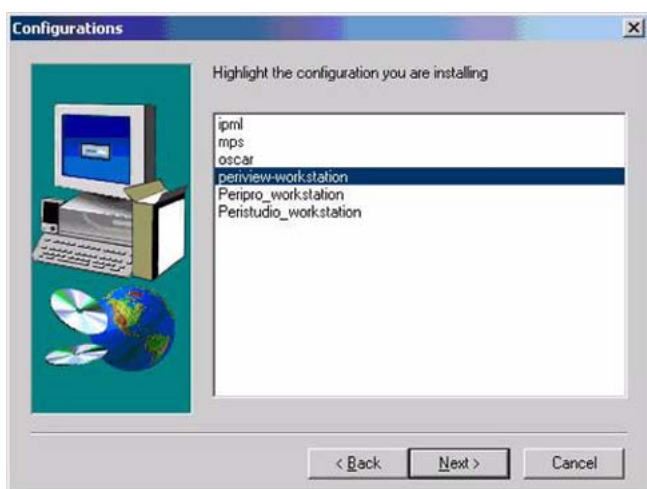 Configurations
Highlight the configuration you are installing
ipml
mps
oscar
periview-workstation
Peripro_workstation
Peristudio_workstation
< Back
Next >
Cancel